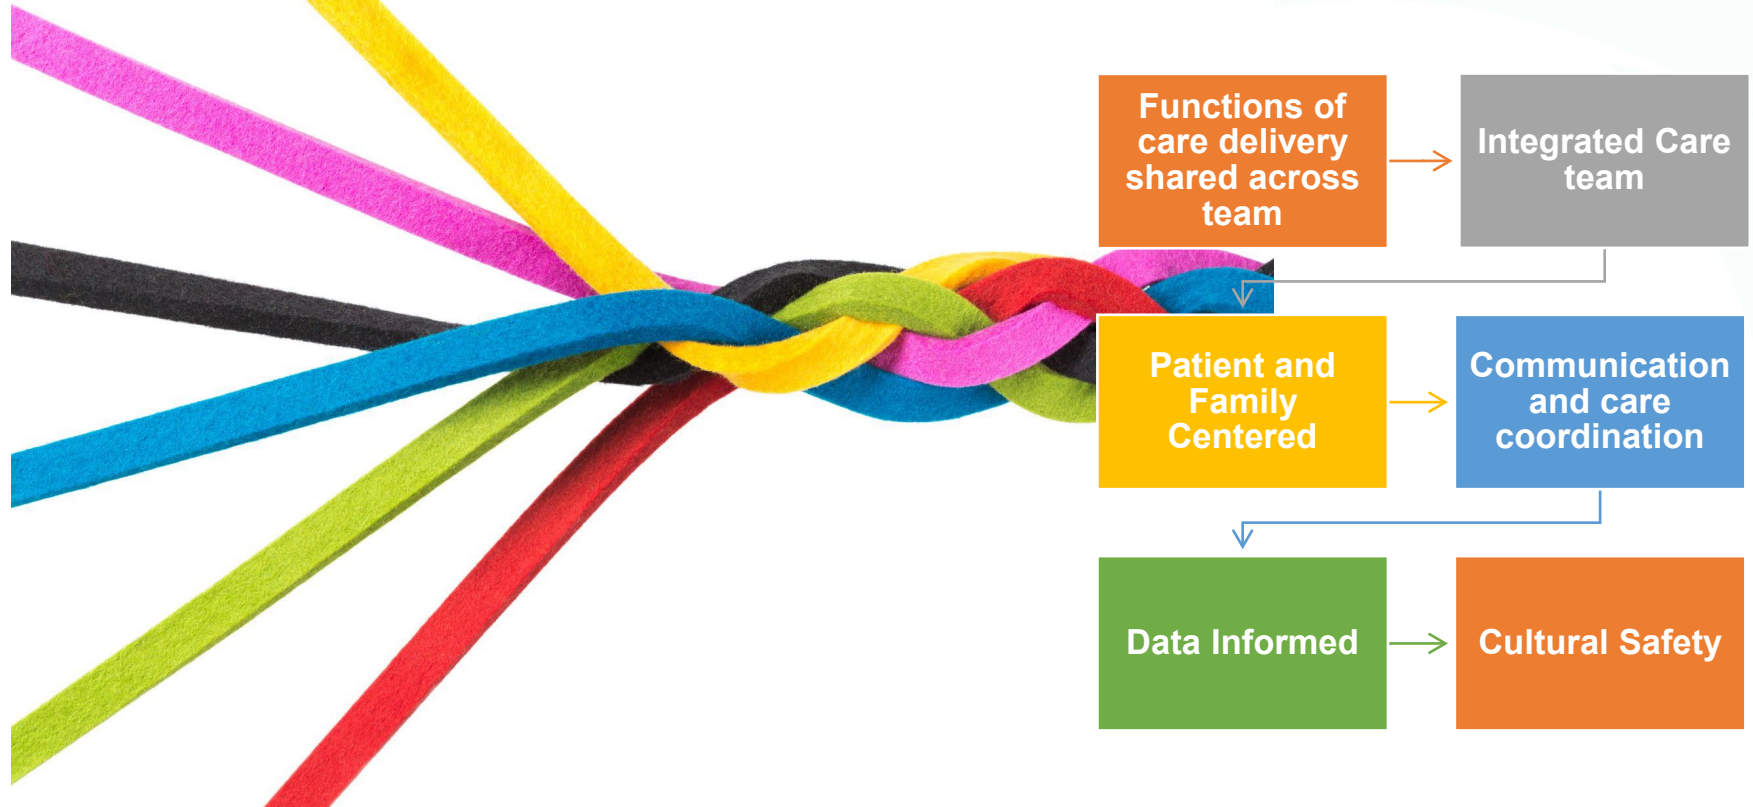 Functions of
care delivery
shared across
team
Integrated Care
team
Patient and
Family
Centered
Communication
and care
coordination
Data Informed
Cultural Safety